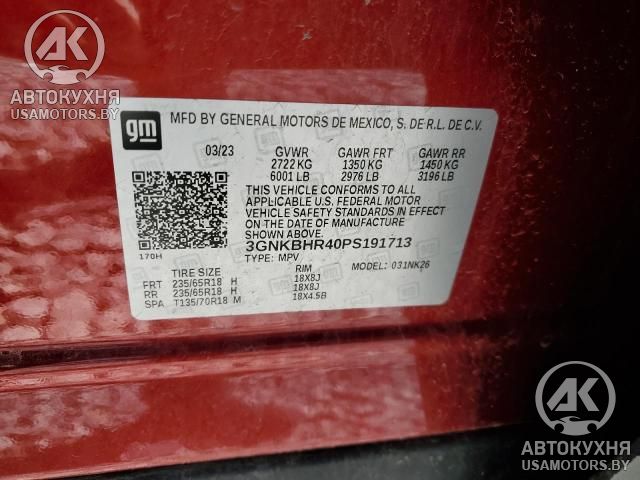 AK
АВТОКУХНЯ
USAMOTORS.BY
gm
MFD BY GENERAL MOTORS DE MEXICO, S. DE R.L. DE C.V.
03/23 GVWR GAWR FRT GAWR RR
2722 KG 1350 KG 1450 KG
6001 LB 2976 LB 3196 LB
THIS VEHICLE CONFORMS TO ALL
APPLICABLE U.S. FEDERAL MOTOR
VEHICLE SAFETY STANDARDS IN EFFECT
ON THE DATE OF MANUFACTURE
SHOWN ABOVE.
3GNKBHR40PS191713
170H TYPE: MPV MODEL: 031NK26
TIRE SIZE RIM
FRT 235/65R18 H 18X8J
RR 235/65R18 H 18X8J
SPA T135/70R18 M 18X4.5B
AK
АВТОКУХНЯ
USAMOTORS.BY